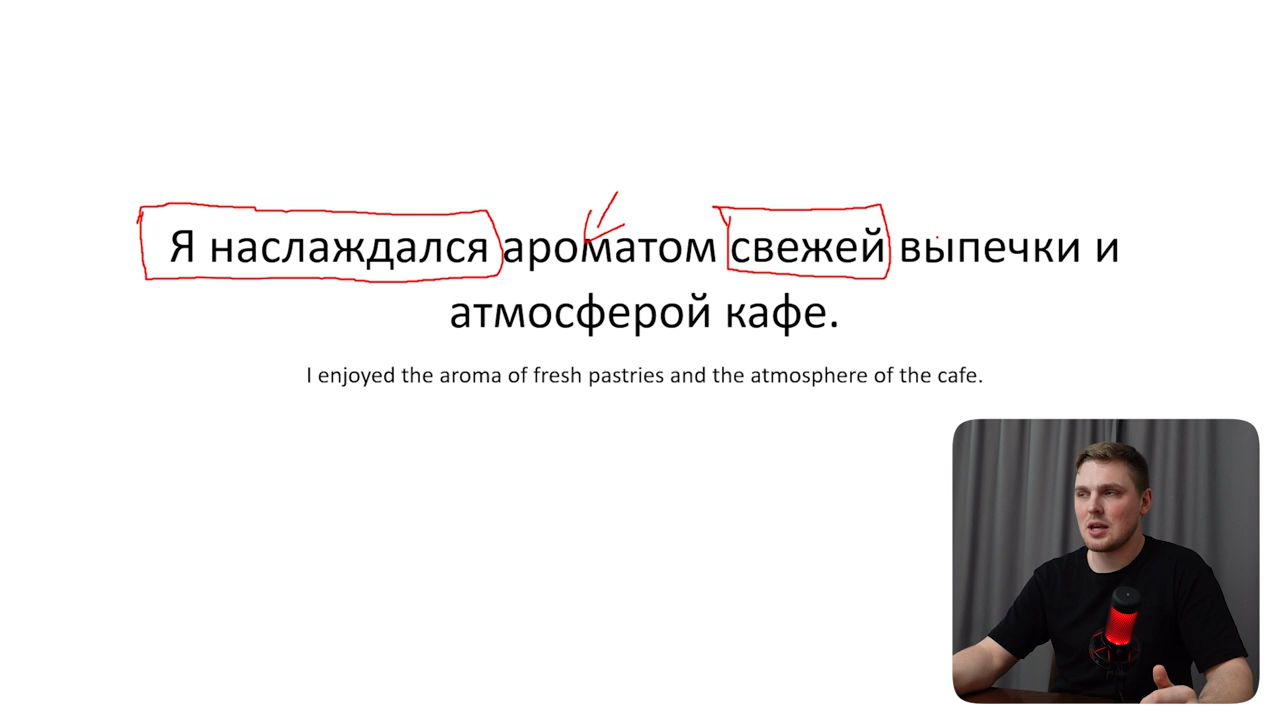 Я наслаждался ароматом свежей выпечки и
атмосферой кафе.
I enjoyed the aroma of fresh pastries and the atmosphere of the cafe.